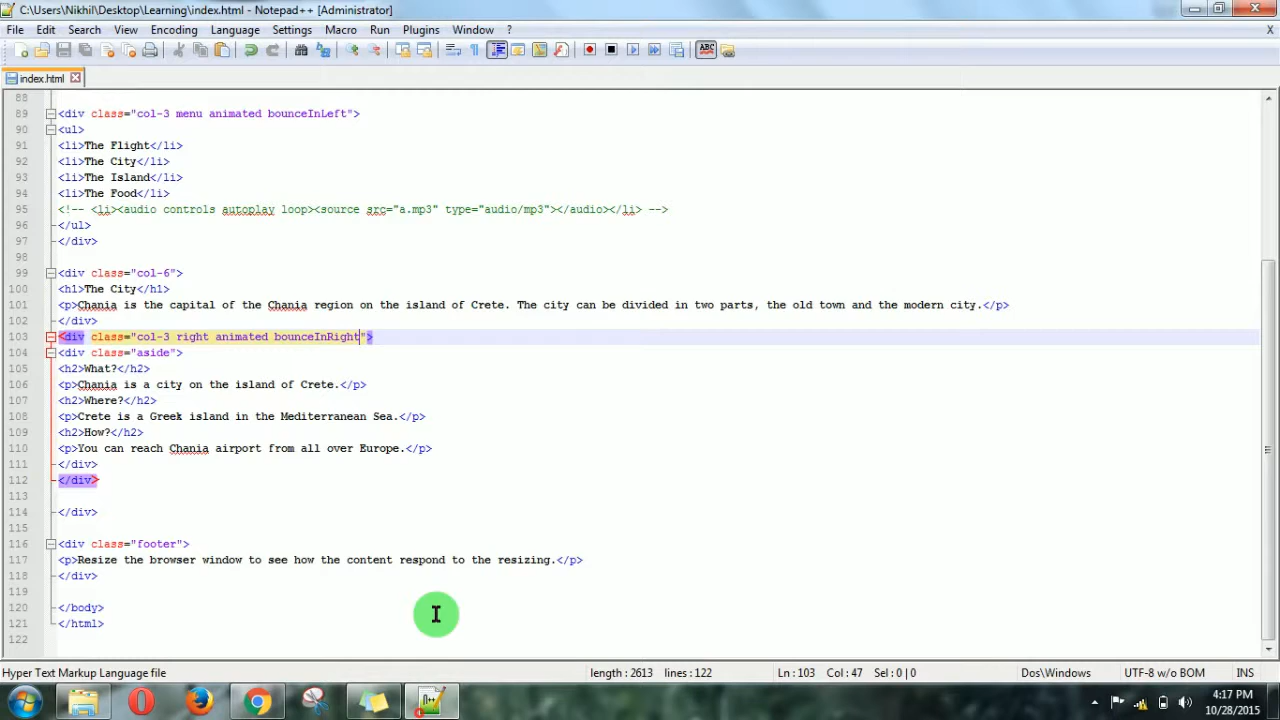 C:\Users\Nikhil\Desktop\Learning\index.html - Notepad++ [Administrator]
File Edit Search View Encoding Language Settings Macro Run Plugins Window ? X
index.html
88
89 <div class="col-3 menu animated bounceInLeft">
90 <ul>
91 <li>The Flight</li>
92 <li>The City</li>
93 <li>The Island</li>
94 <li>The Food</li>
95 <!-- <li><audio controls autoplay loop><source src="a.mp3" type="audio/mp3"></audio></li> -->
96 </ul>
97 </div>
98
99 <div class="col-6">
100 <h1>The City</h1>
101 <p>Chania is the capital of the Chania region on the island of Crete. The city can be divided in two parts, the old town and the modern city.</p>
102 </div>
103 <div class="col-3 right animated bounceInRight">
104 <div class="aside">
105 <h2>What?</h2>
106 <p>Chania is a city on the island of Crete.</p>
107 <h2>Where?</h2>
108 <p>Crete is a Greek island in the Mediterranean Sea.</p>
109 <h2>How?</h2>
110 <p>You can reach Chania airport from all over Europe.</p>
111 </div>
112 </div>
113
114 </div>
115
116 <div class="footer">
117 <p>Resize the browser window to see how the content respond to the resizing.</p>
118 </div>
119
120 </body>
121 </html>
122
Hyper Text Markup Language file length : 2613 lines : 122 Ln : 103 Col : 47 Sel : 0 | 0 Dos\Windows UTF-8 w/o BOM INS
4:17 PM
10/28/2015